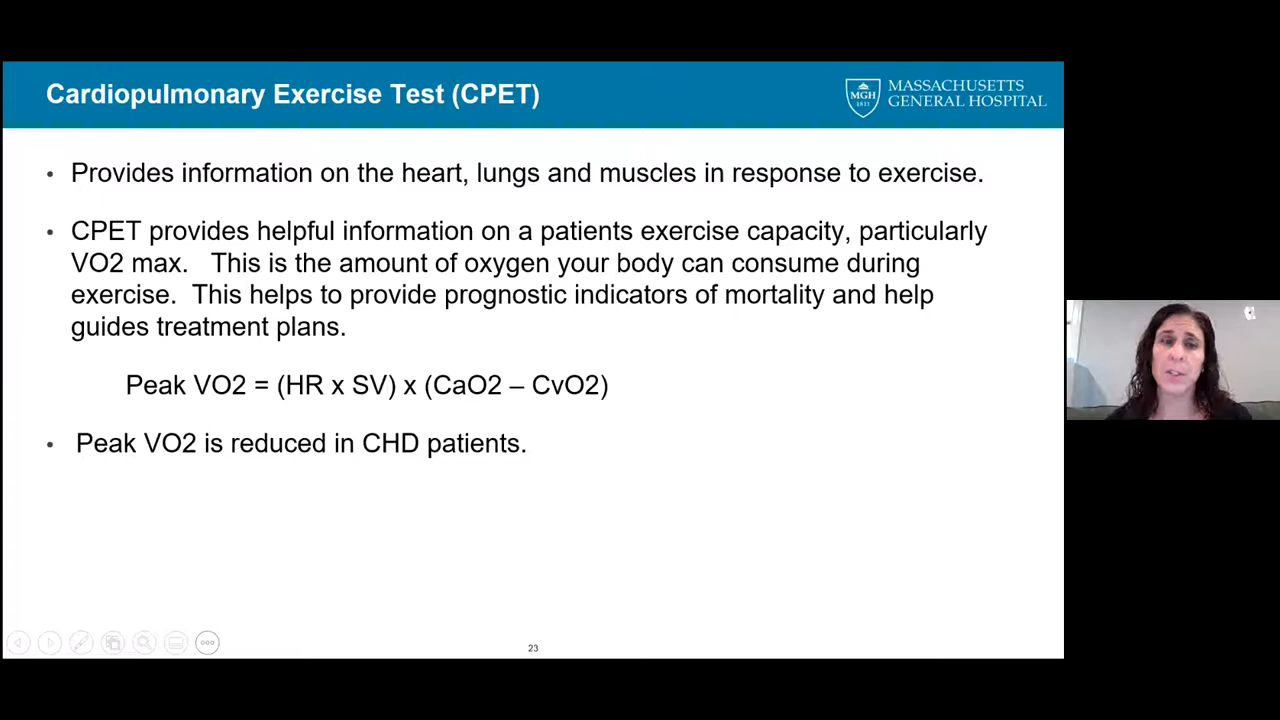 Cardiopulmonary Exercise Test (CPET)
MGH
1811
MASSACHUSETTS
GENERAL HOSPITAL
• Provides information on the heart, lungs and muscles in response to exercise.
• CPET provides helpful information on a patients exercise capacity, particularly
VO2 max. This is the amount of oxygen your body can consume during
exercise. This helps to provide prognostic indicators of mortality and help
guides treatment plans.
Peak VO2 = (HR x SV) x (CaO2 – CvO2)
• Peak VO2 is reduced in CHD patients.
23